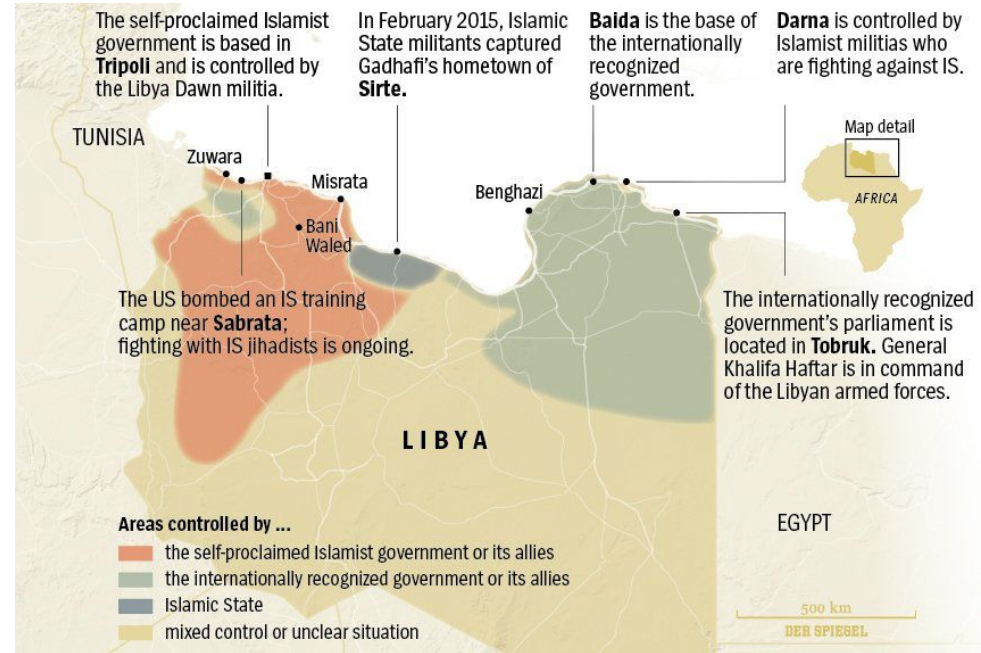 The self-proclaimed Islamist
government is based in
Tripoli and is controlled by
the Libya Dawn militia.
In February 2015, Islamic
State militants captured
Gadhafi's hometown of
Sirte.
Baida is the base of
the internationally
recognized
government.
Darna is controlled by
Islamist militias who
are fighting against IS.
Map detail
AFRICA
TUNISIA
Zuwara
Misrata
Bani
Waled
Benghazi
The US bombed an IS training
camp near Sabrata;
fighting with IS jihadists is ongoing.
The internationally recognized
government's parliament is
located in Tobruk. General
Khalifa Haftar is in command
of the Libyan armed forces.
LIBYA
EGYPT
Areas controlled by ...
the self-proclaimed Islamist government or its allies
the internationally recognized government or its allies
Islamic State
mixed control or unclear situation
500 km
DER SPIEGEL